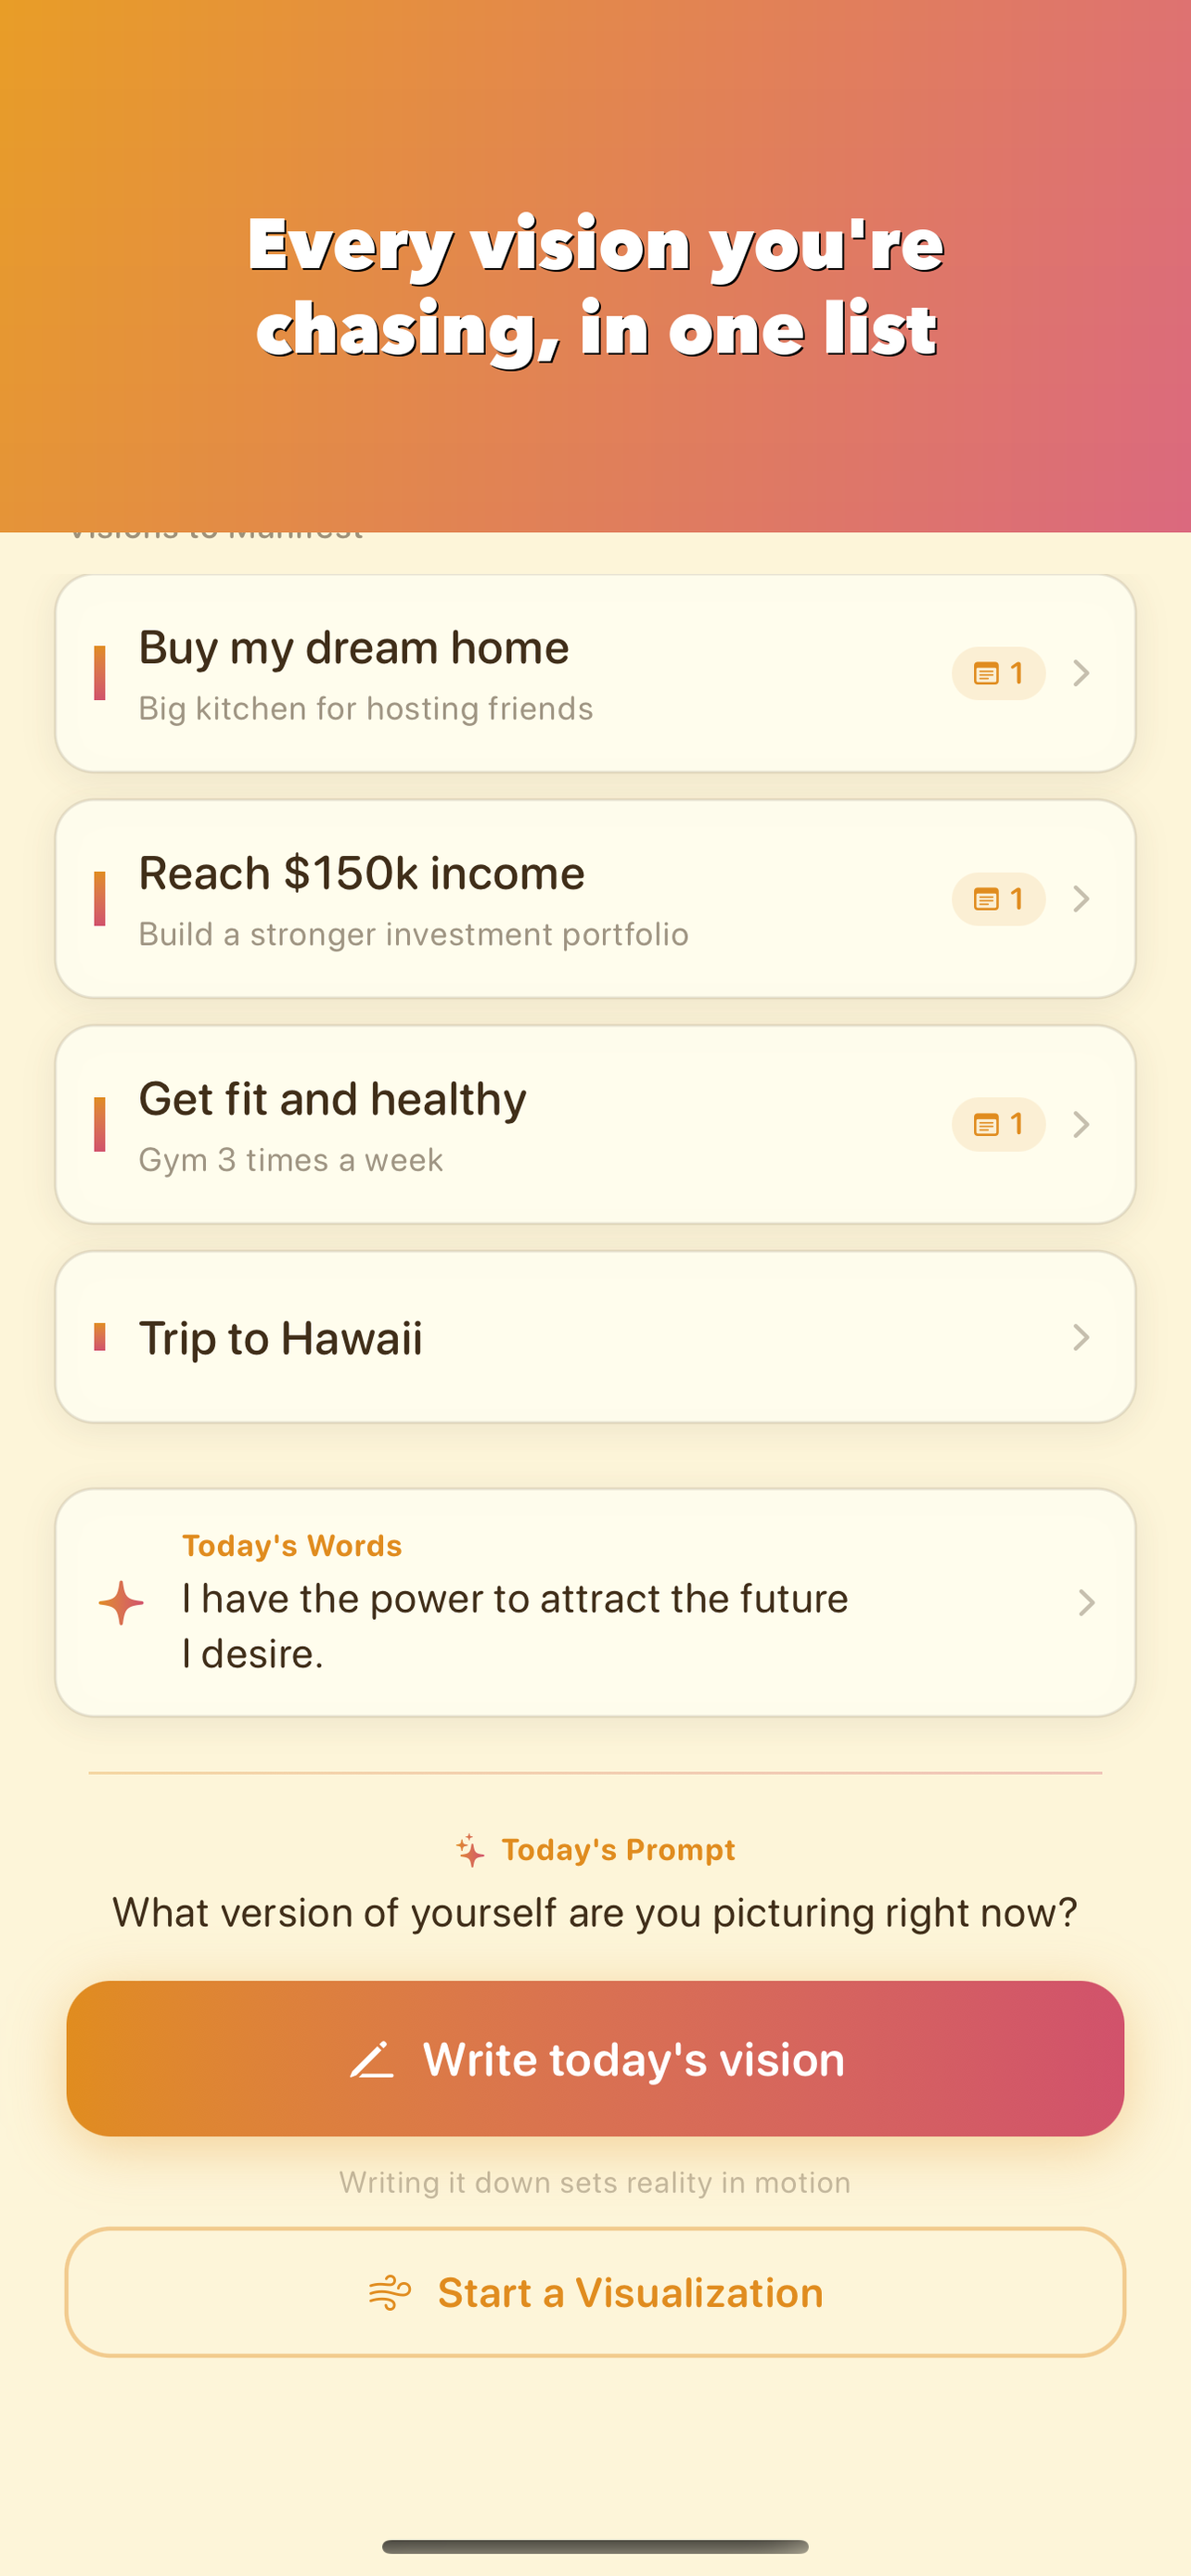 Every vision you're
chasing, in one list
Visions to Manifest
Buy my dream home
Big kitchen for hosting friends
1
Reach $150k income
Build a stronger investment portfolio
1
Get fit and healthy
Gym 3 times a week
1
Trip to Hawaii
Today's Words
I have the power to attract the future
I desire.
Today's Prompt
What version of yourself are you picturing right now?
Write today's vision
Writing it down sets reality in motion
Start a Visualization